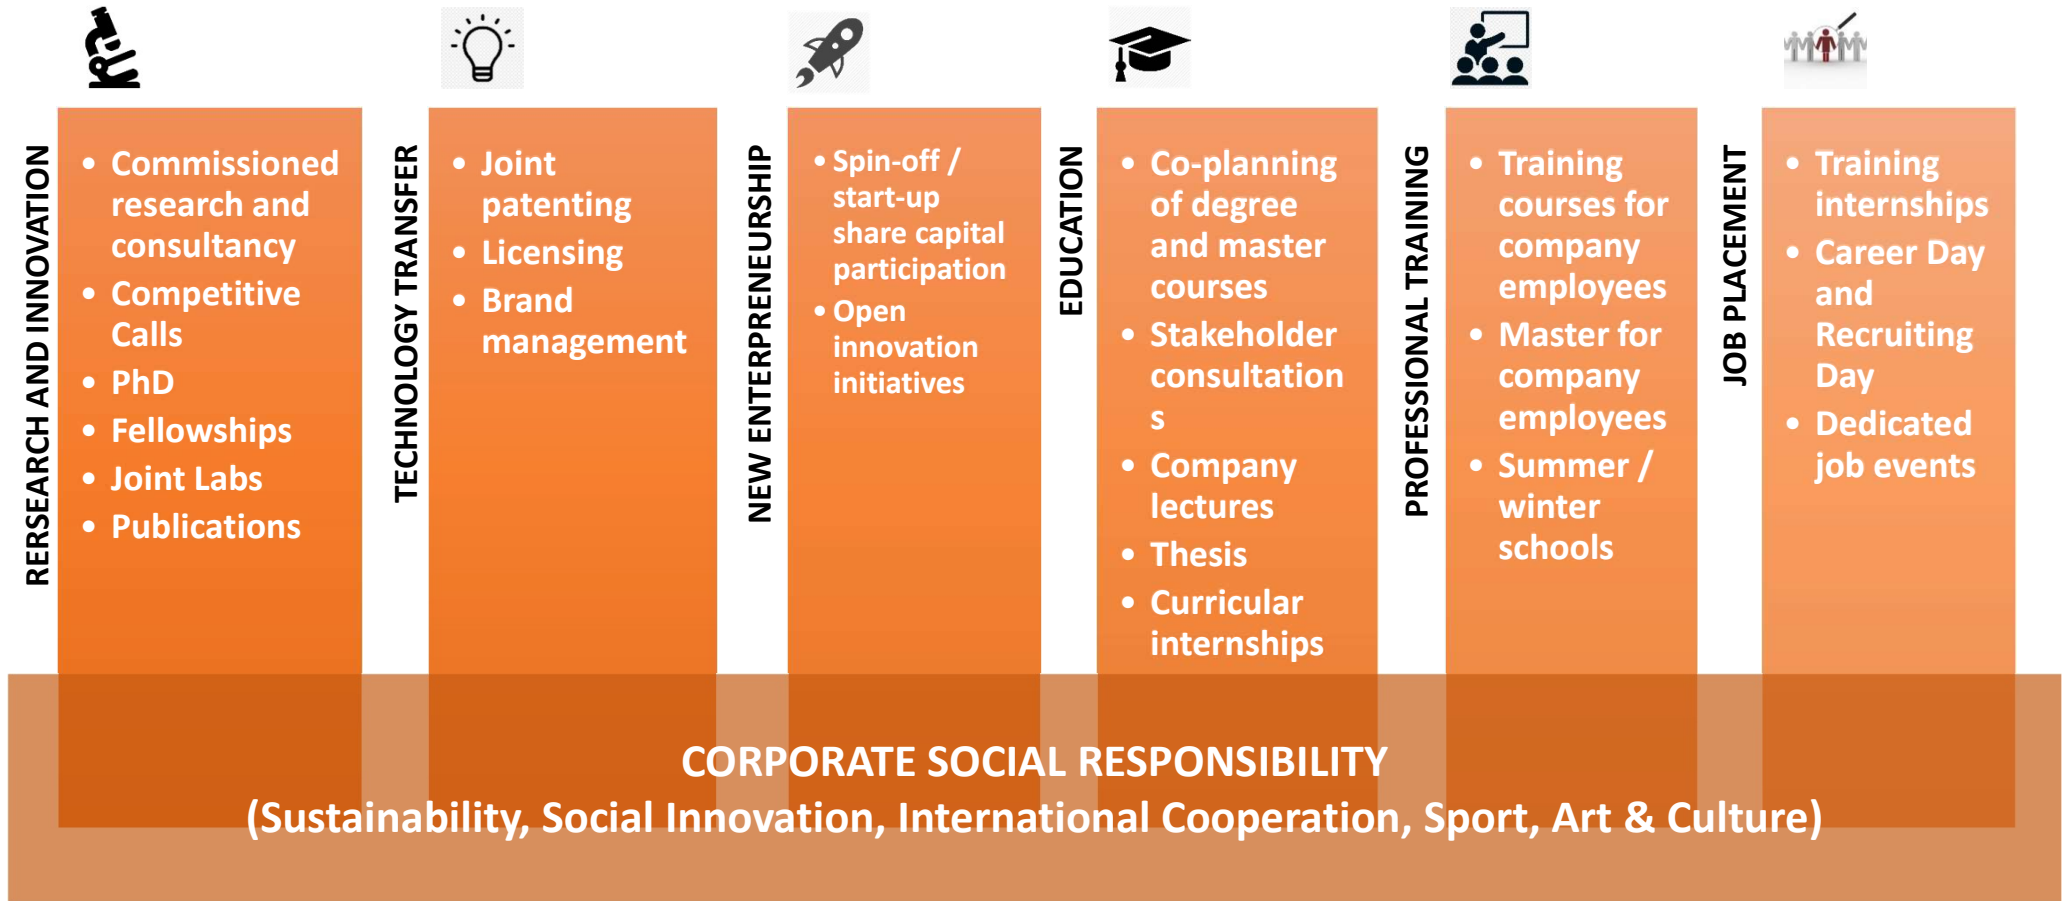 RERSEARCH AND INNOVATION
• Commissioned
research and
consultancy
• Competitive
Calls
• PhD
• Fellowships
• Joint Labs
• Publications
TECHNOLOGY TRANSFER
• Joint
patenting
• Licensing
• Brand
management
NEW ENTERPRENEURSHIP
• Spin-off /
start-up
share capital
participation
• Open
innovation
initiatives
EDUCATION
• Co-planning
of degree
and master
courses
• Stakeholder
consultation
s
• Company
lectures
• Thesis
• Curricular
internships
PROFESSIONAL TRAINING
• Training
courses for
company
employees
• Master for
company
employees
• Summer /
winter
schools
JOB PLACEMENT
• Training
internships
• Career Day
and
Recruiting
Day
• Dedicated
job events
CORPORATE SOCIAL RESPONSIBILITY
(Sustainability, Social Innovation, International Cooperation, Sport, Art & Culture)